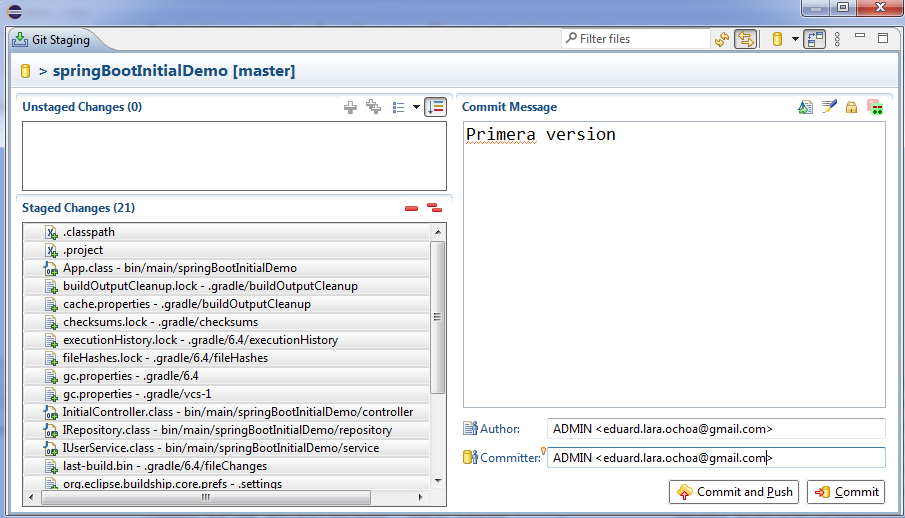 Git Staging
Filter files
> springBootInitialDemo [master]
Unstaged Changes (0)
Commit Message
Primera version
Staged Changes (21)
.classpath
.project
App.class - bin/main/springBootInitialDemo
buildOutputCleanup.lock - .gradle/buildOutputCleanup
cache.properties - .gradle/buildOutputCleanup
checksums.lock - .gradle/checksums
executionHistory.lock - .gradle/6.4/executionHistory
fileHashes.lock - .gradle/6.4/fileHashes
gc.properties - .gradle/6.4
gc.properties - .gradle/vcs-1
InitialController.class - bin/main/springBootInitialDemo/controller
IRepository.class - bin/main/springBootInitialDemo/repository
IUserService.class - bin/main/springBootInitialDemo/service
last-build.bin - .gradle/6.4/fileChanges
org.eclipse.buildship.core.prefs - .settings
Author: ADMIN <eduard.lara.ochoa@gmail.com>
Committer: ADMIN <eduard.lara.ochoa@gmail.com>
Commit and Push
Commit